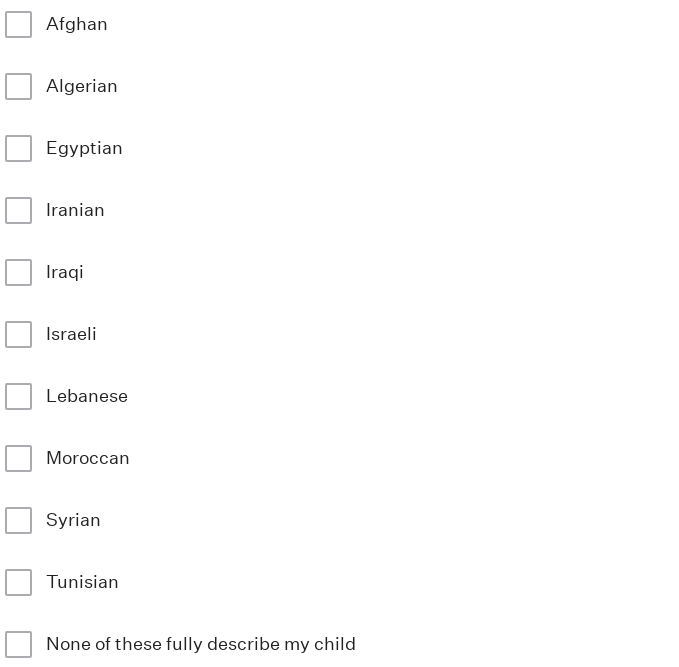 Afghan
Algerian
Egyptian
Iranian
Iraqi
Israeli
Lebanese
Moroccan
Syrian
Tunisian
None of these fully describe my child